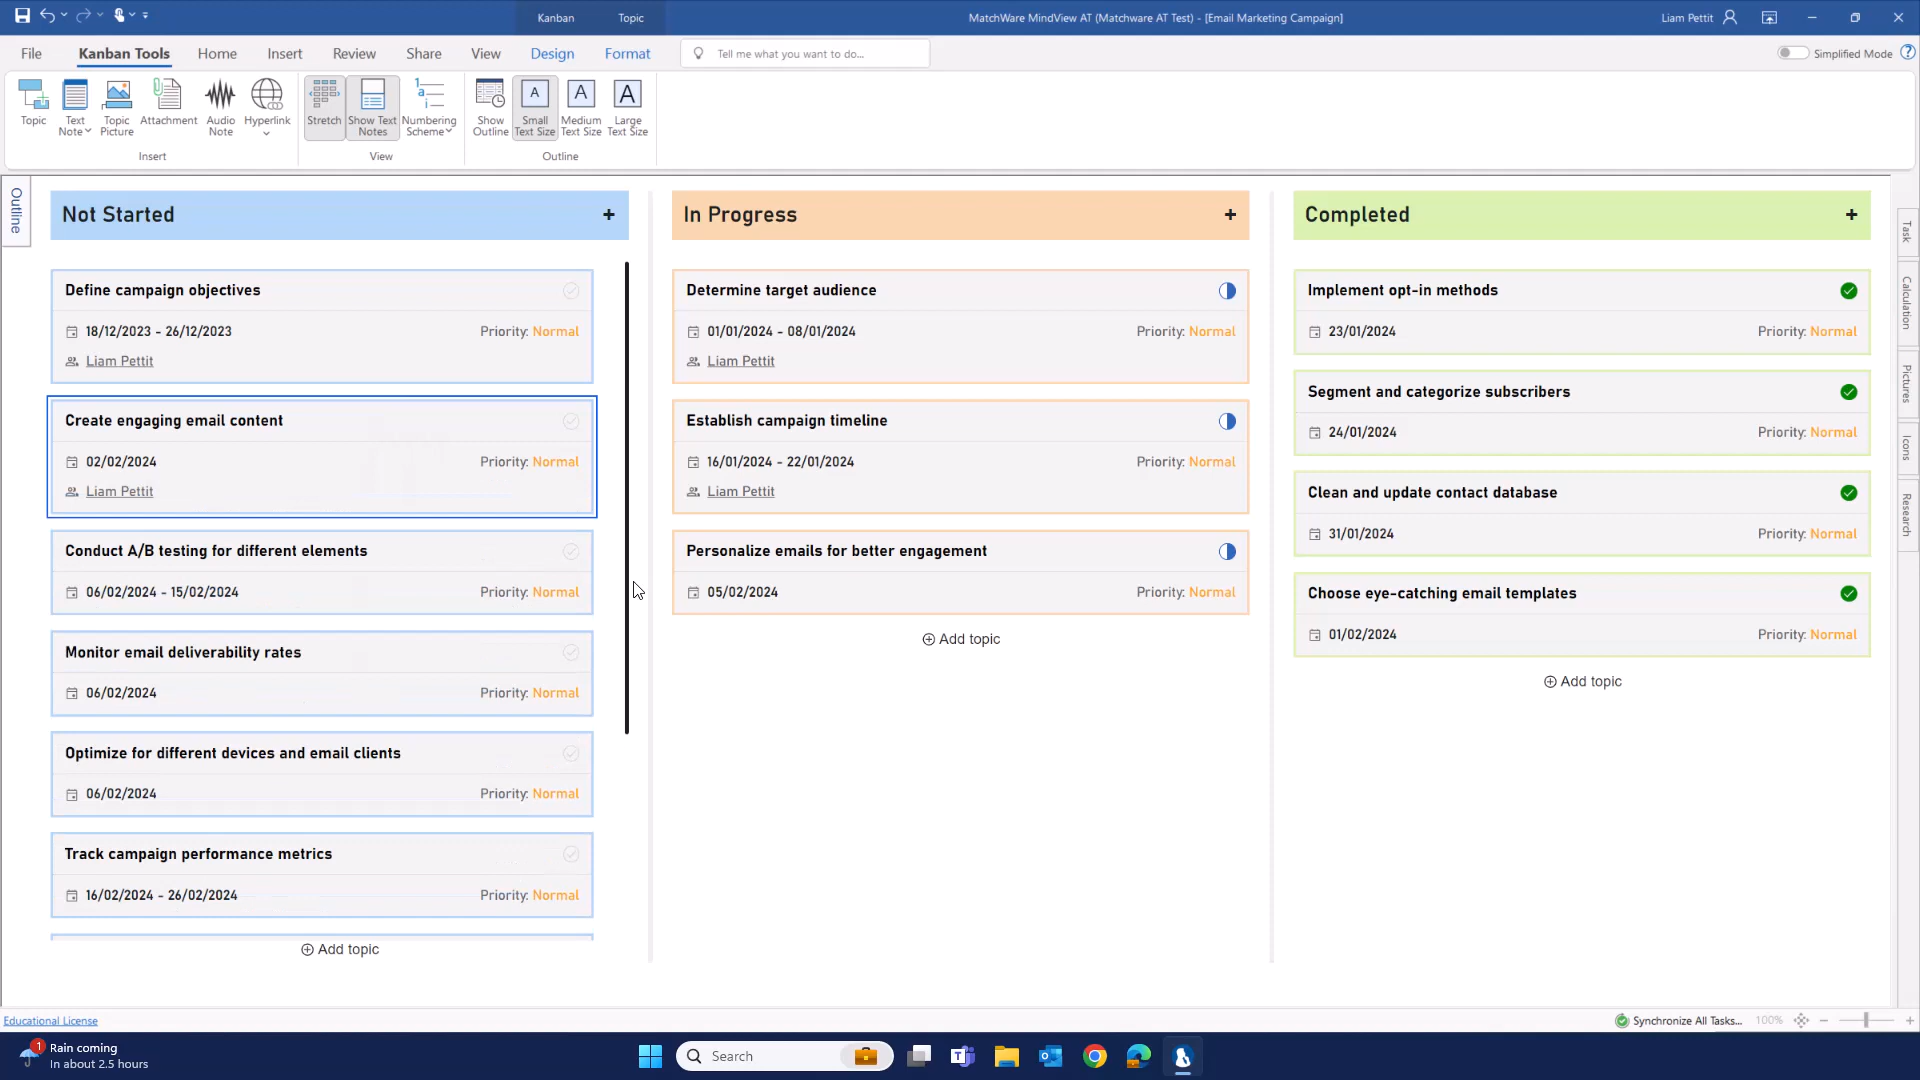 Kanban
Topic
MatchWare MindView AT (Matchware AT Test) - [Email Marketing Campaign]
Liam Pettit
File
Kanban Tools
Home
Insert
Review
Share
View
Design
Format
Tell me what you want to do...
Simplified Mode
Topic
Text Note
Topic Picture
Attachment
Audio Note
Hyperlink
Insert
Stretch
Show Text Notes
Numbering Scheme
View
Show Outline
Small Text Size
Medium Text Size
Large Text Size
Outline
Outline
Not Started
Define campaign objectives
18/12/2023 - 26/12/2023
Priority: Normal
Liam Pettit
Create engaging email content
02/02/2024
Priority: Normal
Liam Pettit
Conduct A/B testing for different elements
06/02/2024 - 15/02/2024
Priority: Normal
Monitor email deliverability rates
06/02/2024
Priority: Normal
Optimize for different devices and email clients
06/02/2024
Priority: Normal
Track campaign performance metrics
16/02/2024 - 26/02/2024
Priority: Normal
Add topic
In Progress
Determine target audience
01/01/2024 - 08/01/2024
Priority: Normal
Liam Pettit
Establish campaign timeline
16/01/2024 - 22/01/2024
Priority: Normal
Liam Pettit
Personalize emails for better engagement
05/02/2024
Priority: Normal
Add topic
Completed
Implement opt-in methods
23/01/2024
Priority: Normal
Segment and categorize subscribers
24/01/2024
Priority: Normal
Clean and update contact database
31/01/2024
Priority: Normal
Choose eye-catching email templates
01/02/2024
Priority: Normal
Add topic
Task
Calculation
Pictures
Icons
Research
Educational License
Synchronize All Tasks...
100%
1
Rain coming
In about 2.5 hours
Search